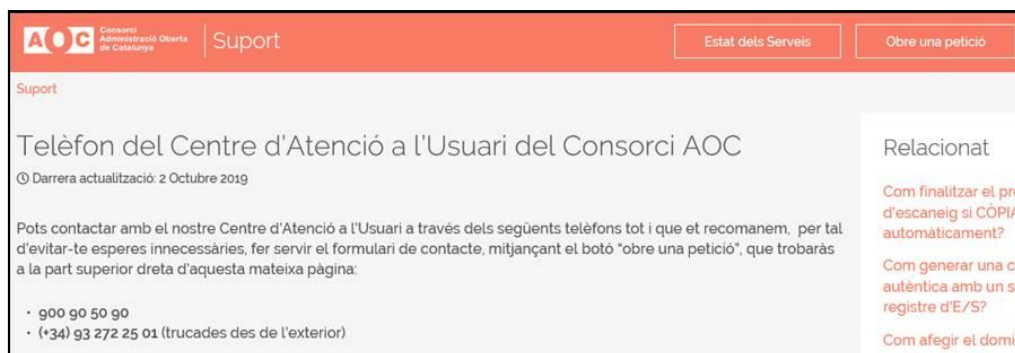 AOC
Consorci
Administració Oberta
de Catalunya
Suport
Estat dels Serveis
Obre una petició
Suport
Telèfon del Centre d'Atenció a l'Usuari del Consorci AOC
Darrera actualització: 2 Octubre 2019
Pots contactar amb el nostre Centre d'Atenció a l'Usuari a través dels següents telèfons tot i que et recomanem, per tal
d'evitar-te esperes innecessàries, fer servir el formulari de contacte, mitjançant el botó "obre una petició", que trobaràs
a la part superior dreta d'aquesta mateixa pàgina:
• 900 90 50 90
• (+34) 93 272 25 01 (trucades des de l'exterior)
Relacionat
Com finalitzar el
d'escaneig si CÒPIA
automàticament?
Com generar una
autèntica amb un
registre d'E/S?
Com afegir el